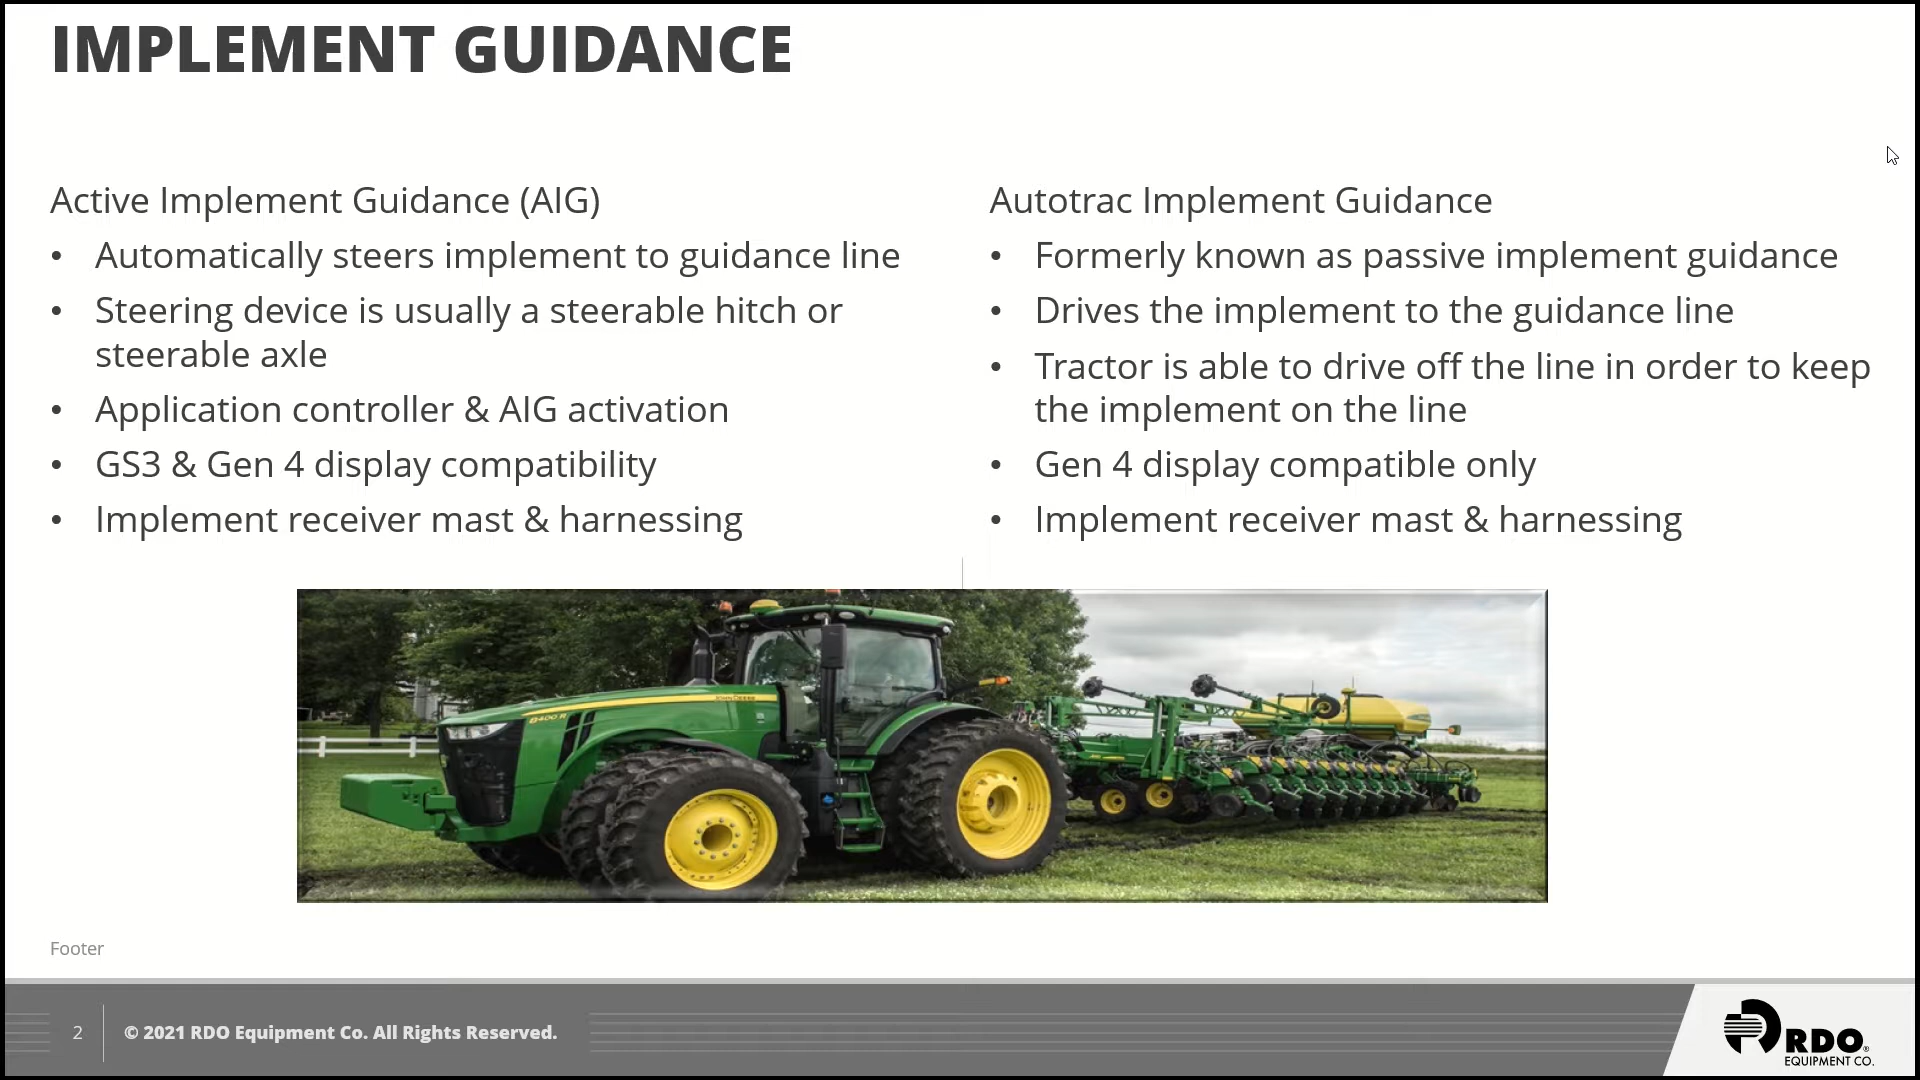 IMPLEMENT GUIDANCE
Active Implement Guidance (AIG)
• Automatically steers implement to guidance line
• Steering device is usually a steerable hitch or
steerable axle
• Application controller & AIG activation
• GS3 & Gen 4 display compatibility
• Implement receiver mast & harnessing
Autotrac Implement Guidance
• Formerly known as passive implement guidance
• Drives the implement to the guidance line
• Tractor is able to drive off the line in order to keep
the implement on the line
• Gen 4 display compatible only
• Implement receiver mast & harnessing
JOHN DEERE
8400 R
Footer
2
© 2021 RDO Equipment Co. All Rights Reserved.
RDO®
EQUIPMENT CO.